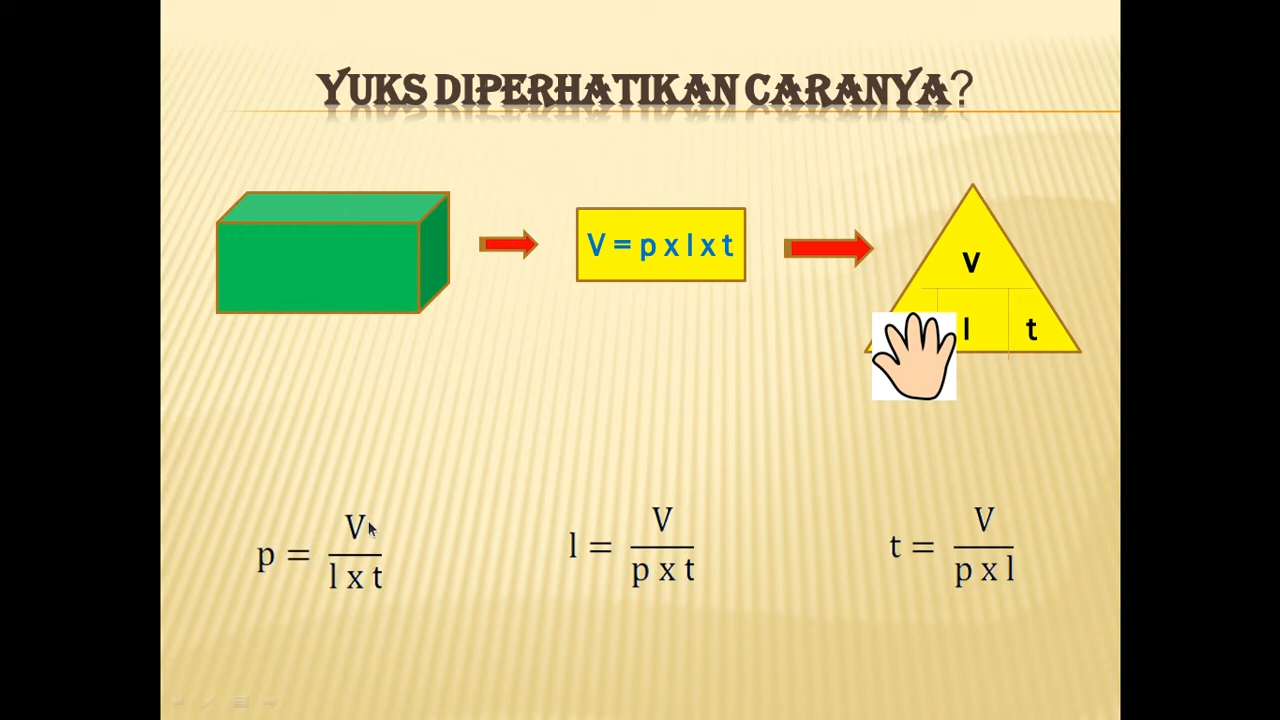 YUKS DIPERHATIKAN CARANYA?
V = p x l x t
V
l t
p = V / l x t
l = V / p x t
t = V / p x l